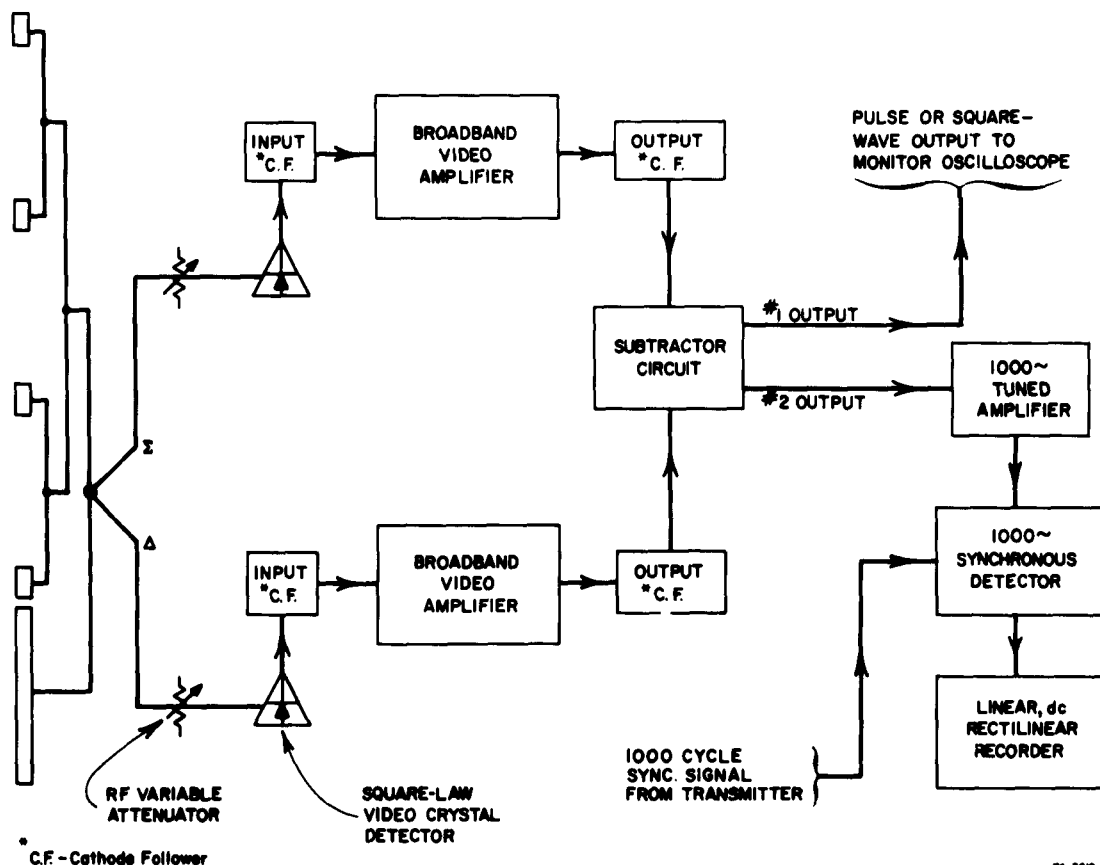 INPUT
*C.F.
BROADBAND
VIDEO
AMPLIFIER
OUTPUT
*C.F.
PULSE OR SQUARE-
WAVE OUTPUT TO
MONITOR OSCILLOSCOPE
#1 OUTPUT
SUBTRACTOR
CIRCUIT
#2 OUTPUT
1000~
TUNED
AMPLIFIER
Σ
Δ
INPUT
*C.F.
BROADBAND
VIDEO
AMPLIFIER
OUTPUT
*C.F.
1000~
SYNCHRONOUS
DETECTOR
LINEAR, dc
RECTILINEAR
RECORDER
1000 CYCLE
SYNC. SIGNAL
FROM TRANSMITTER
RF VARIABLE
ATTENUATOR
SQUARE-LAW
VIDEO CRYSTAL
DETECTOR
*C.F. - Cathode Follower